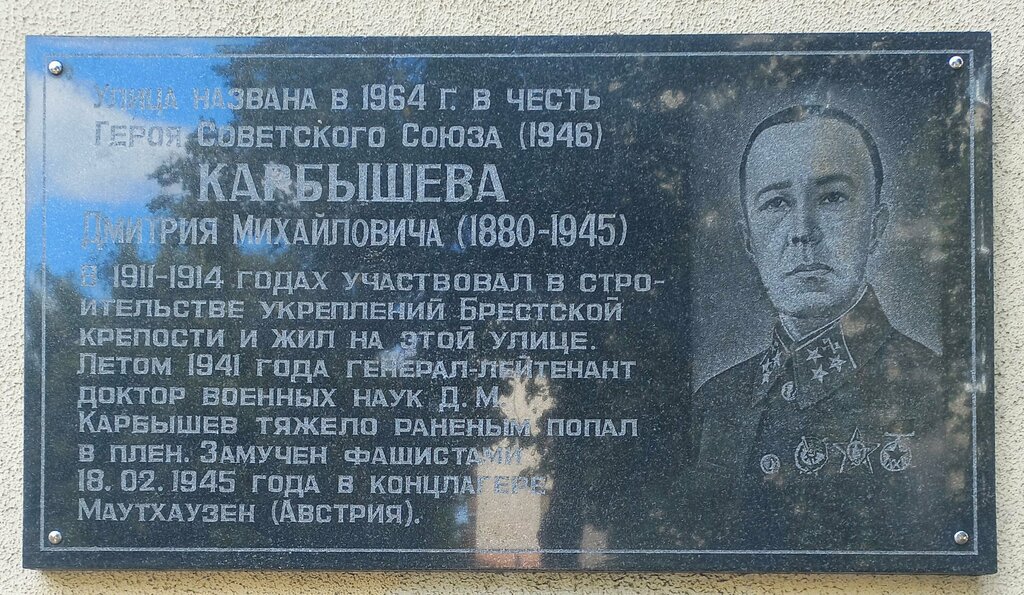 Улица названа в 1964 г. в честь
Героя Советского Союза (1946)
Карбышева
Дмитрия Михайловича (1880-1945)
В 1911-1914 годах участвовал в стро-
ительстве укреплений Брестской
крепости и жил на этой улице.
Летом 1941 года генерал-лейтенант
доктор военных наук Д. М.
Карбышев тяжело раненым попал
в плен. Замучен фашистами
18. 02. 1945 года в концлагере
Маутхаузен (Австрия).